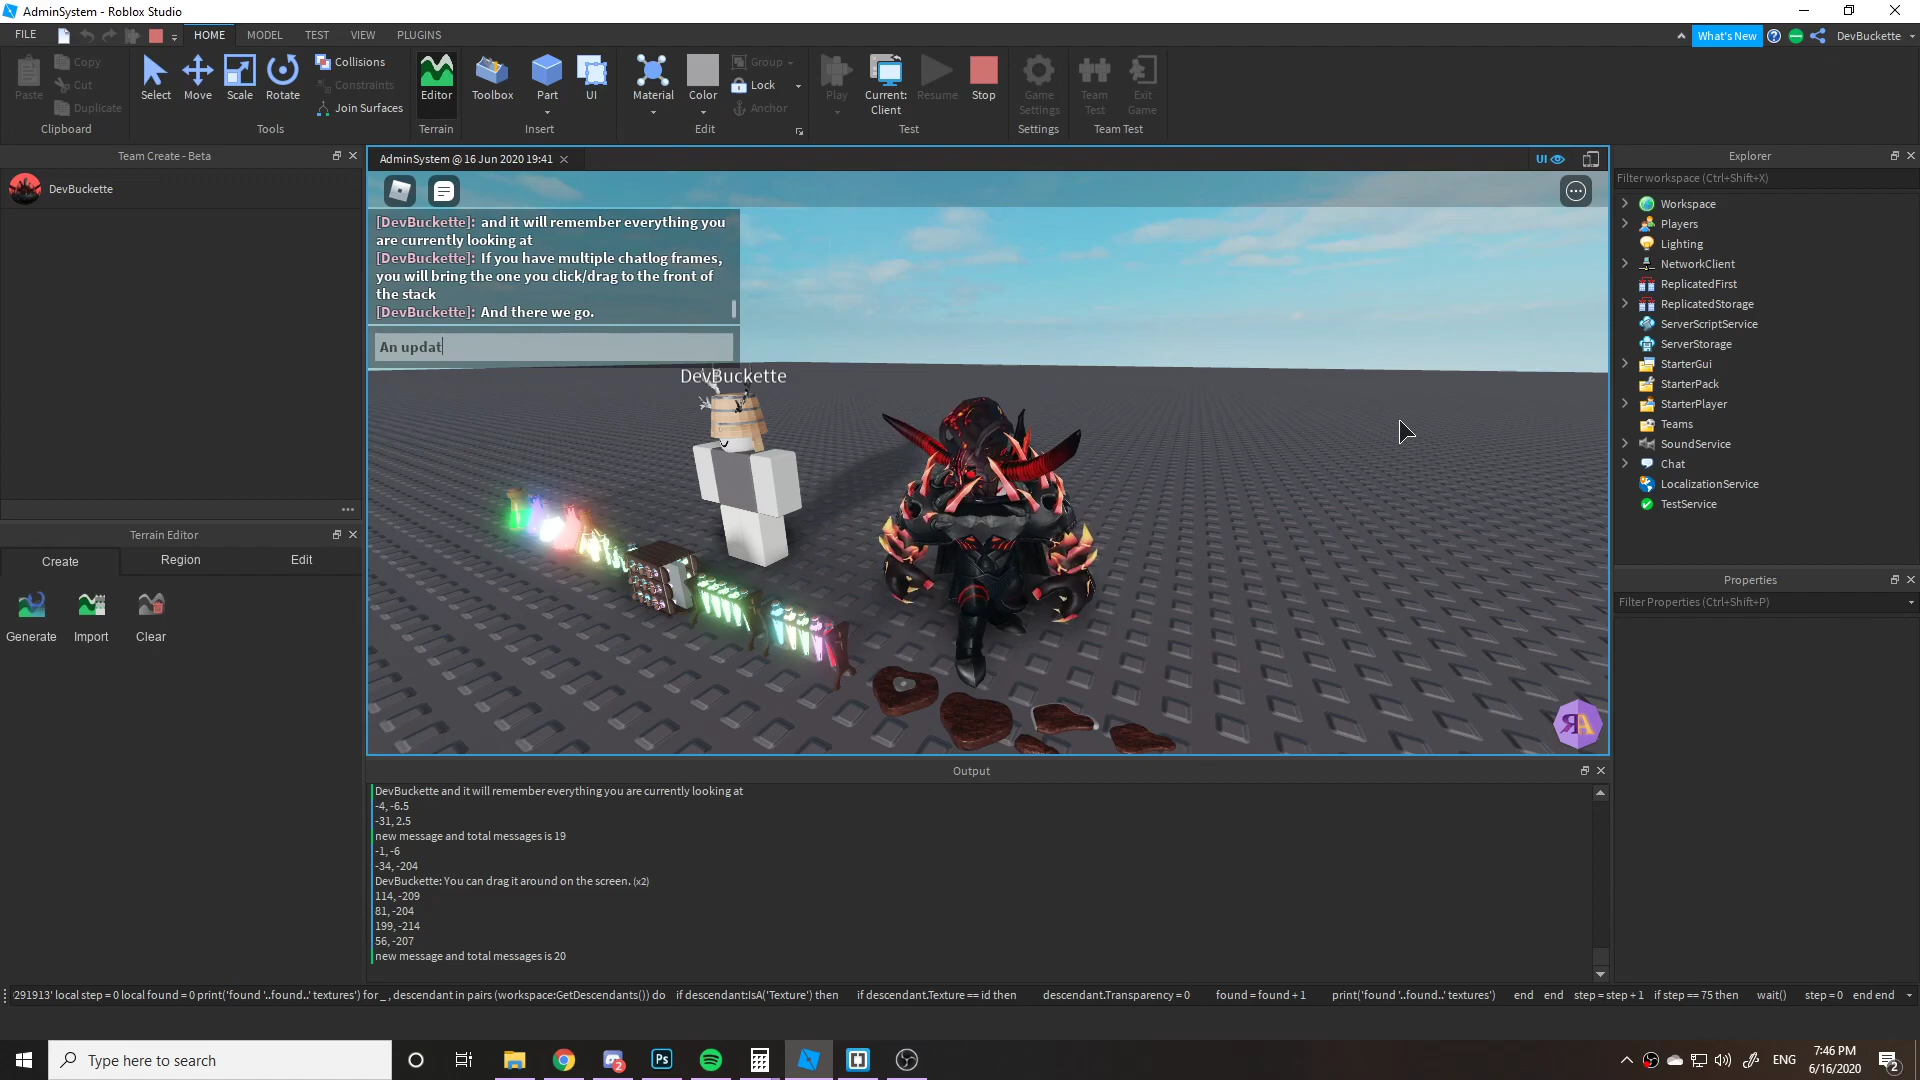 AdminSystem - Roblox Studio
FILE
HOME
MODEL
TEST
VIEW
PLUGINS
What's New
DevBuckette
Paste
Copy
Cut
Duplicate
Clipboard
Select
Move
Scale
Rotate
Collisions
Constraints
Join Surfaces
Tools
Editor
Terrain
Toolbox
Part
UI
Insert
Material
Color
Group
Lock
Anchor
Edit
Play
Current:
Client
Resume
Stop
Test
Game
Settings
Settings
Team
Test
Exit
Game
Team Test
Team Create - Beta
DevBuckette
Terrain Editor
Create
Region
Edit
Generate
Import
Clear
AdminSystem @ 16 Jun 2020 19:41
UI
[DevBuckette]: and it will remember everything you
are currently looking at
[DevBuckette]: If you have multiple chatlog frames,
you will bring the one you click/drag to the front of
the stack
[DevBuckette]: And there we go.
An updat
DevBuckette
RA
Output
DevBuckette and it will remember everything you are currently looking at
-4, -6.5
-31, 2.5
new message and total messages is 19
-1, -6
-34, -204
DevBuckette: You can drag it around on the screen. (x2)
114, -209
81, -204
199, -214
56, -207
new message and total messages is 20
Explorer
Filter workspace (Ctrl+Shift+X)
Workspace
Players
Lighting
NetworkClient
ReplicatedFirst
ReplicatedStorage
ServerScriptService
ServerStorage
StarterGui
StarterPack
StarterPlayer
Teams
SoundService
Chat
LocalizationService
TestService
Properties
Filter Properties (Ctrl+Shift+P)
'291913' local step = 0 local found = 0 print('found '..found..' textures') for _ , descendant in pairs (workspace:GetDescendants()) do if descendant:IsA('Texture') then if descendant.Texture == id then descendant.Transparency = 0 found = found + 1 print('found '..found..' textures') end end step = step + 1 if step == 75 then wait() step = 0 end end
Type here to search
Ps
ENG
7:46 PM
6/16/2020
2
2